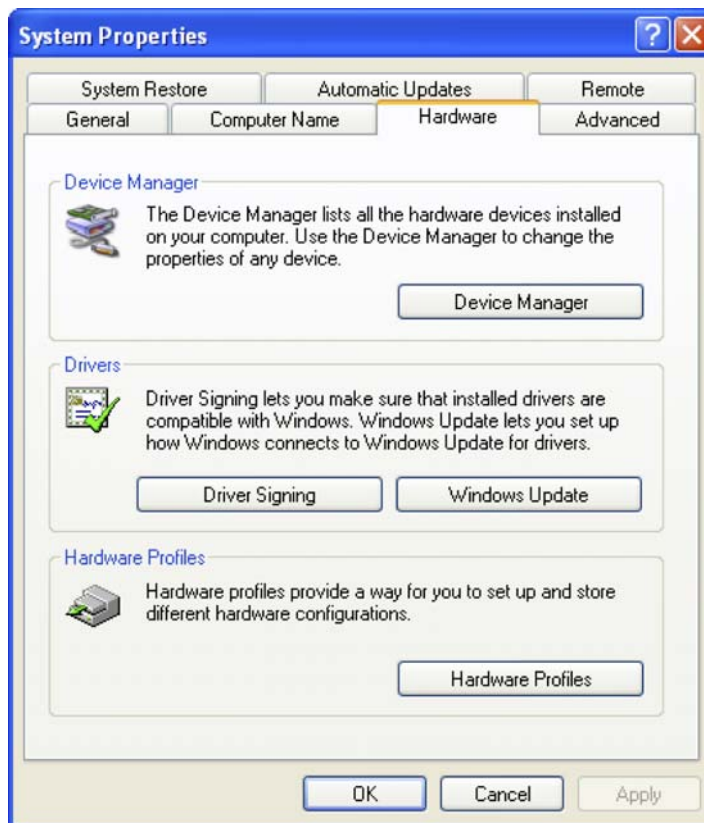 System Properties
System Restore
Automatic Updates
Remote
General
Computer Name
Hardware
Advanced
Device Manager
The Device Manager lists all the hardware devices installed
on your computer. Use the Device Manager to change the
properties of any device.
Device Manager
Drivers
Driver Signing lets you make sure that installed drivers are
compatible with Windows. Windows Update lets you set up
how Windows connects to Windows Update for drivers.
Driver Signing
Windows Update
Hardware Profiles
Hardware profiles provide a way for you to set up and store
different hardware configurations.
Hardware Profiles
OK
Cancel
Apply